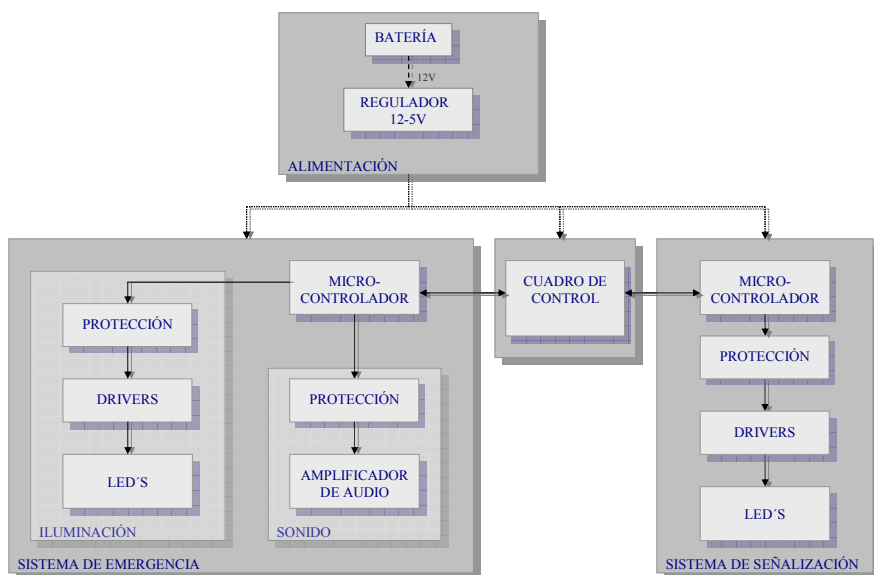 BATERÍA
12V
REGULADOR
12-5V
ALIMENTACIÓN
MICRO-
CONTROLADOR
PROTECCIÓN
DRIVERS
LED´S
ILUMINACIÓN
PROTECCIÓN
AMPLIFICADOR
DE AUDIO
SONIDO
SISTEMA DE EMERGENCIA
CUADRO DE
CONTROL
MICRO-
CONTROLADOR
PROTECCIÓN
DRIVERS
LED´S
SISTEMA DE SEÑALIZACIÓN